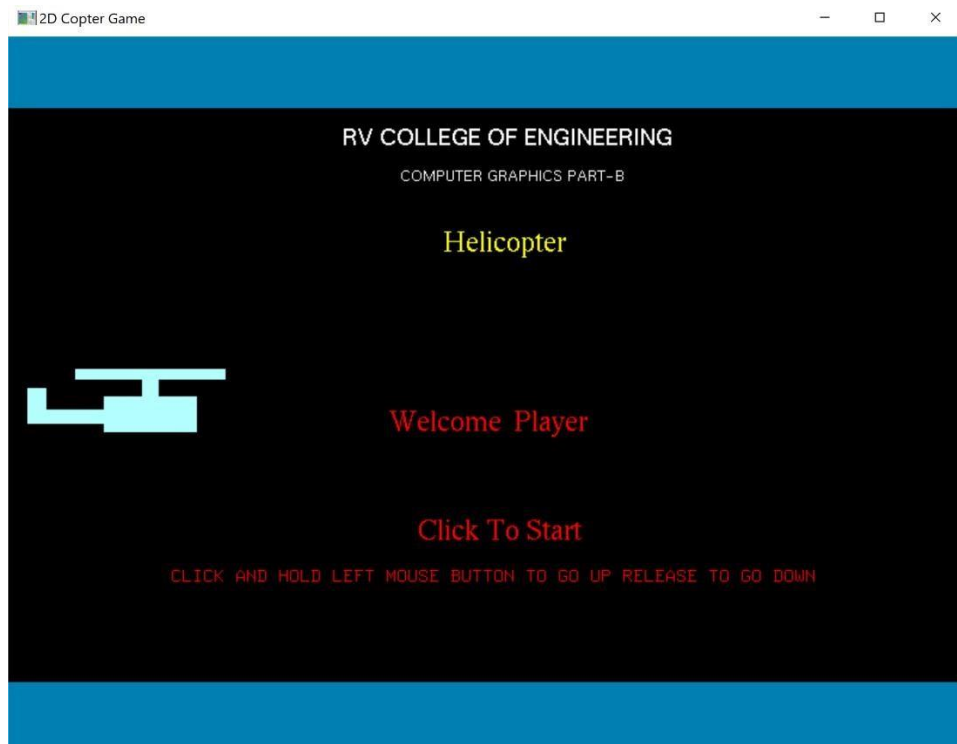 2D Copter Game
RV COLLEGE OF ENGINEERING
COMPUTER GRAPHICS PART-B
Helicopter
Welcome Player
Click To Start
CLICK AND HOLD LEFT MOUSE BUTTON TO GO UP RELEASE TO GO DOWN